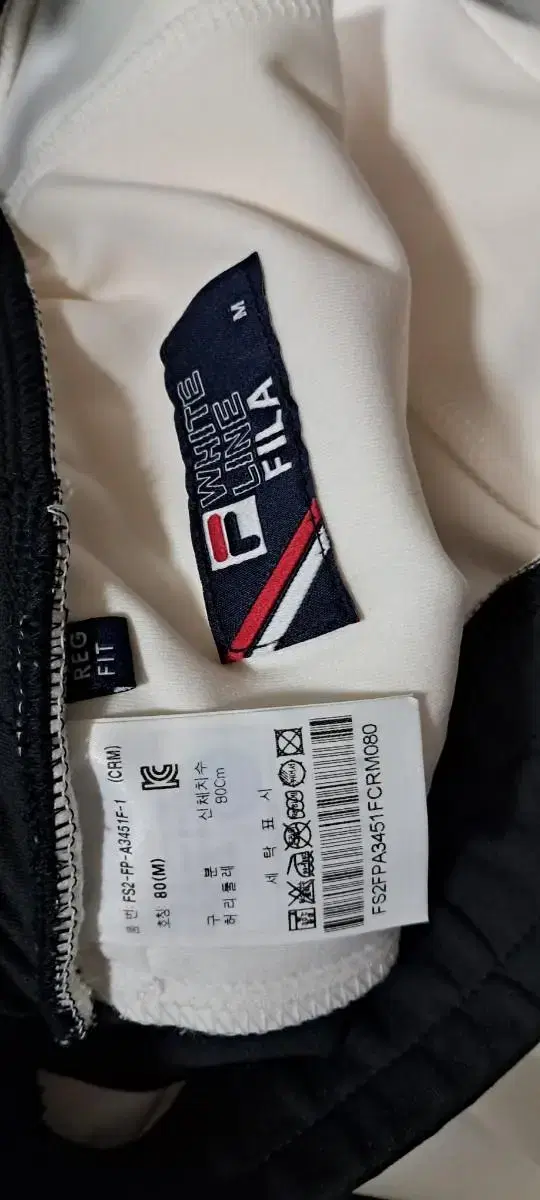 M
WHITE
LINE
FILA
REG
FIT
품 번: FS2-FP-A3451F-1 (CRM)
호칭: 80(M)
구 분 신체치수
허리둘레 80Cm
세 탁 표 시
FS2FPA3451FCRM080